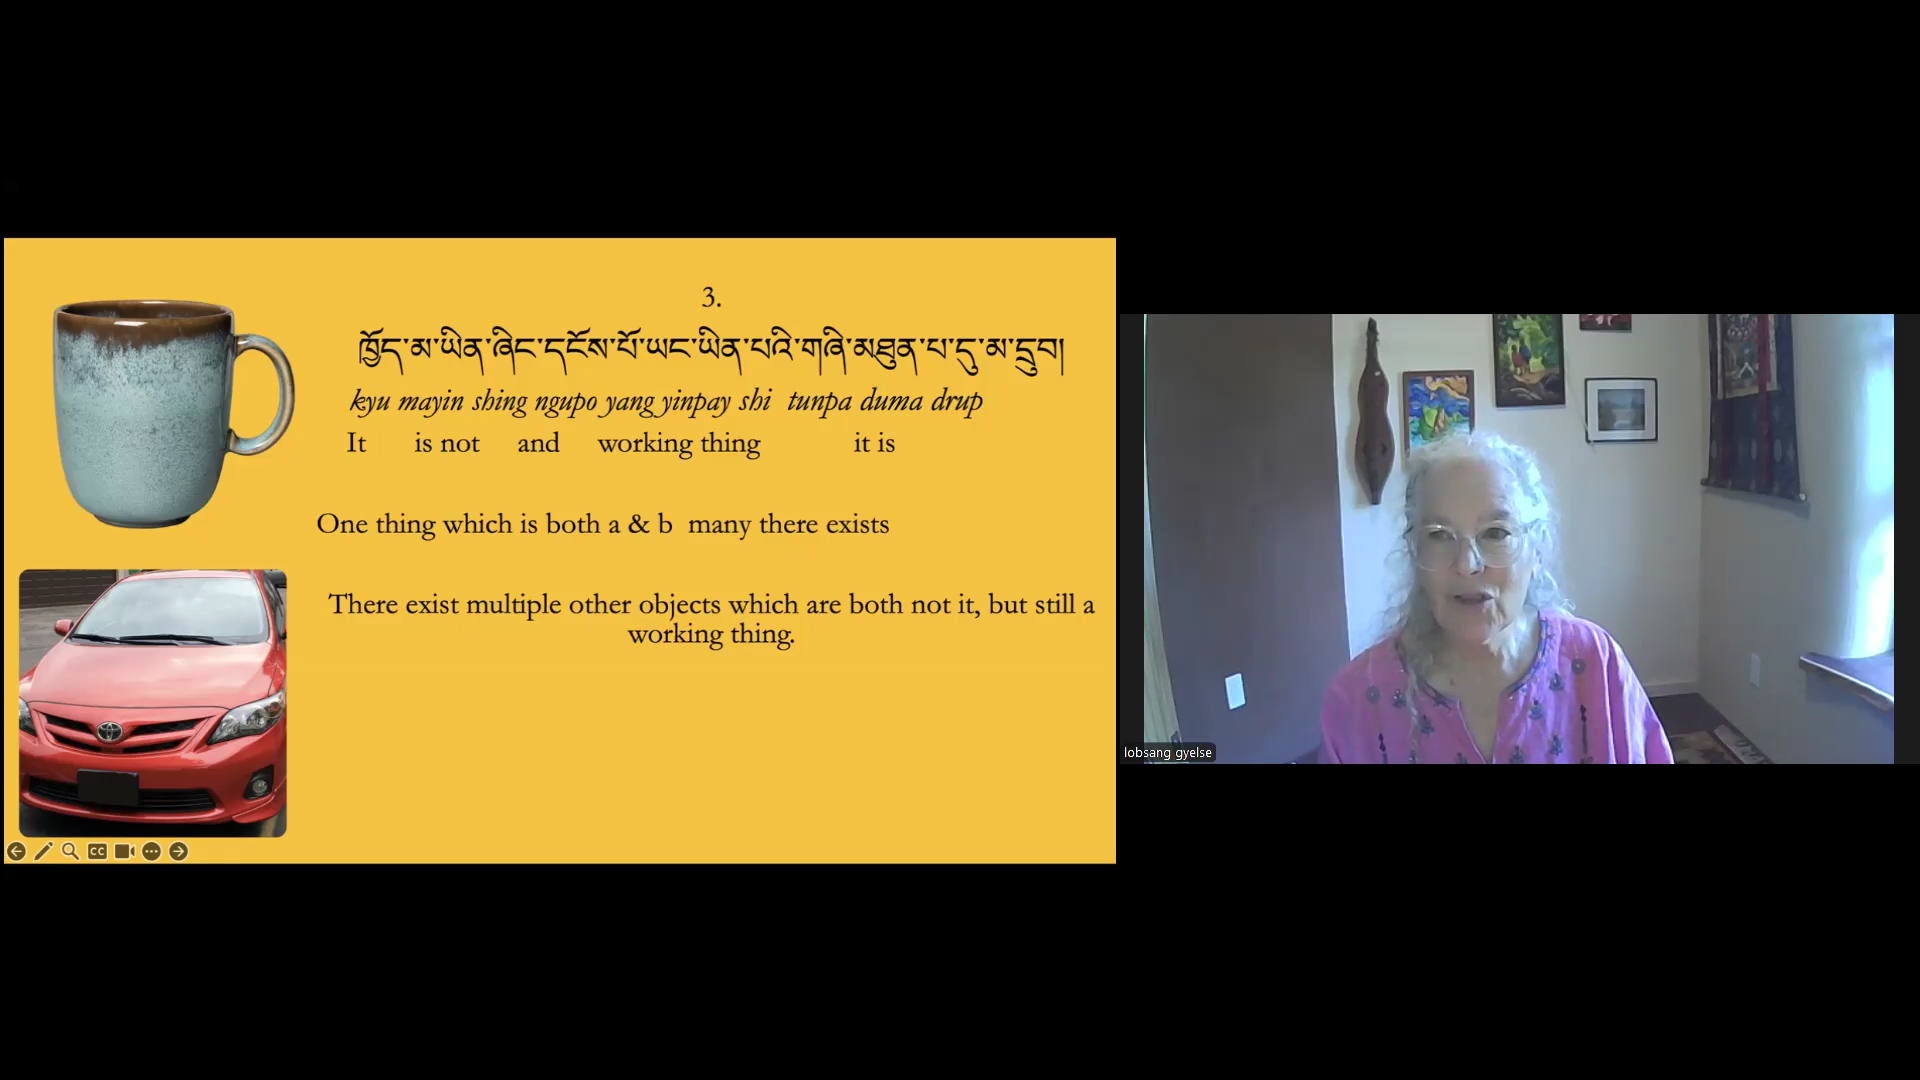 3.
ཁྱོད་མ་ཡིན་ཞིང་དངོས་པོ་ཡང་ཡིན་པའི་གཞི་མཐུན་པ་དུ་མ་དྲུབ།
kyu mayin shing ngupo yang yinpay shi tunpa duma drup
It is not and working thing it is
One thing which is both a & b many there exists
There exist multiple other objects which are both not it, but still a
working thing.
CC
lobsang gyelse